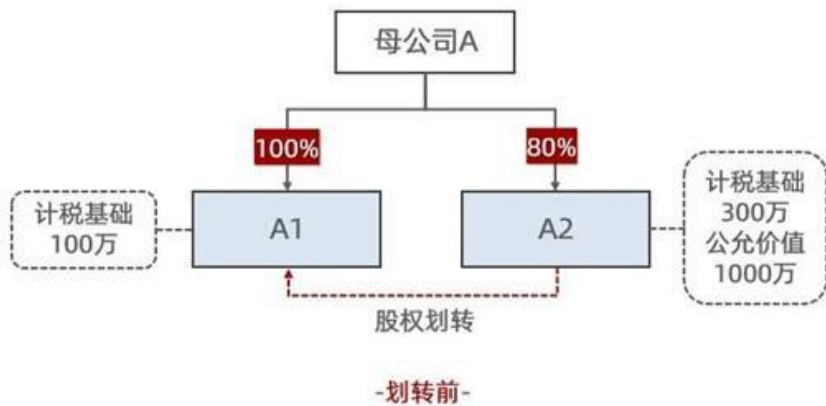 母公司A
100%
80%
计税基础
100万
A1
A2
计税基础
300万
公允价值
1000万
股权划转
-划转前-